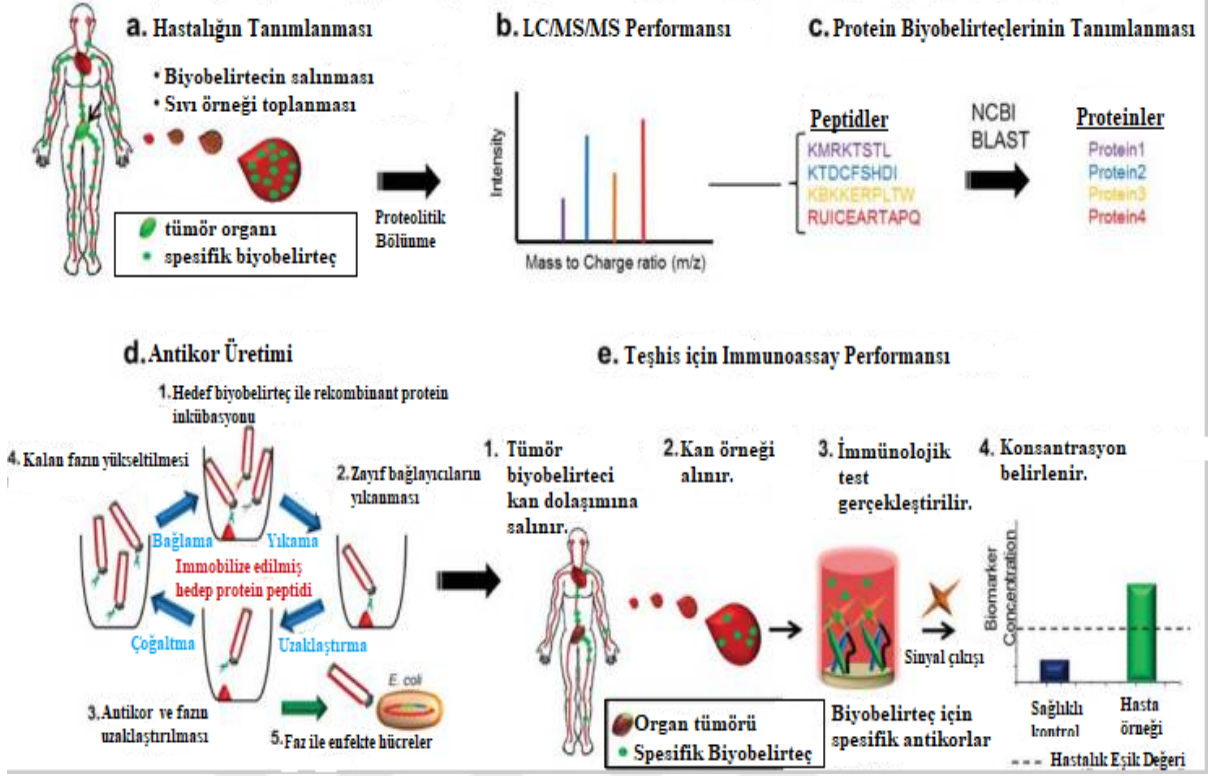 a. Hastalığın Tanımlanması
• Biyobelirtecin salınması
• Sıvı örneği toplanması
tümör organı
spesifik biyobelirteç
Proteolitik
Bölünme
b. LC/MS/MS Performansı
Intensity
Mass to Charge ratio (m/z)
c. Protein Biyobelirteçlerinin Tanımlanması
Peptidler
KMRKTSTL
KTDCFSHDI
KBKKERPLTW
RUICEARTAPQ
NCBI
BLAST
Proteinler
Protein1
Protein2
Protein3
Protein4
d. Antikor Üretimi
1. Hedef biyobelirteç ile rekombinant protein
inkübasyonu
2. Zayıf bağlayıcıların
yıkanması
4. Kalan fazın yükseltilmesi
Bağlama
Yıkama
Immobilize edilmiş
hedep protein peptidi
Çoğaltma
Uzaklaştırma
3. Antikor ve fazın
uzaklaştırılması
E. coli
5. Faz ile enfekte hücreler
e. Teşhis için Immunoassay Performansı
1. Tümör
biyobelirteci
kan dolaşımına
salınır.
2. Kan örneği
alınır.
3. İmmünolojik
test
gerçekleştirilir.
4. Konsantrasyon
belirlenir.
Organ tümörü
Spesifik Biyobelirteç
Sinyal çıkışı
Biyobelirteç için
spesifik antikorlar
Biomarker
Concentration
Sağlıklı
kontrol
Hasta
örneği
--- Hastalık Eşik Değeri